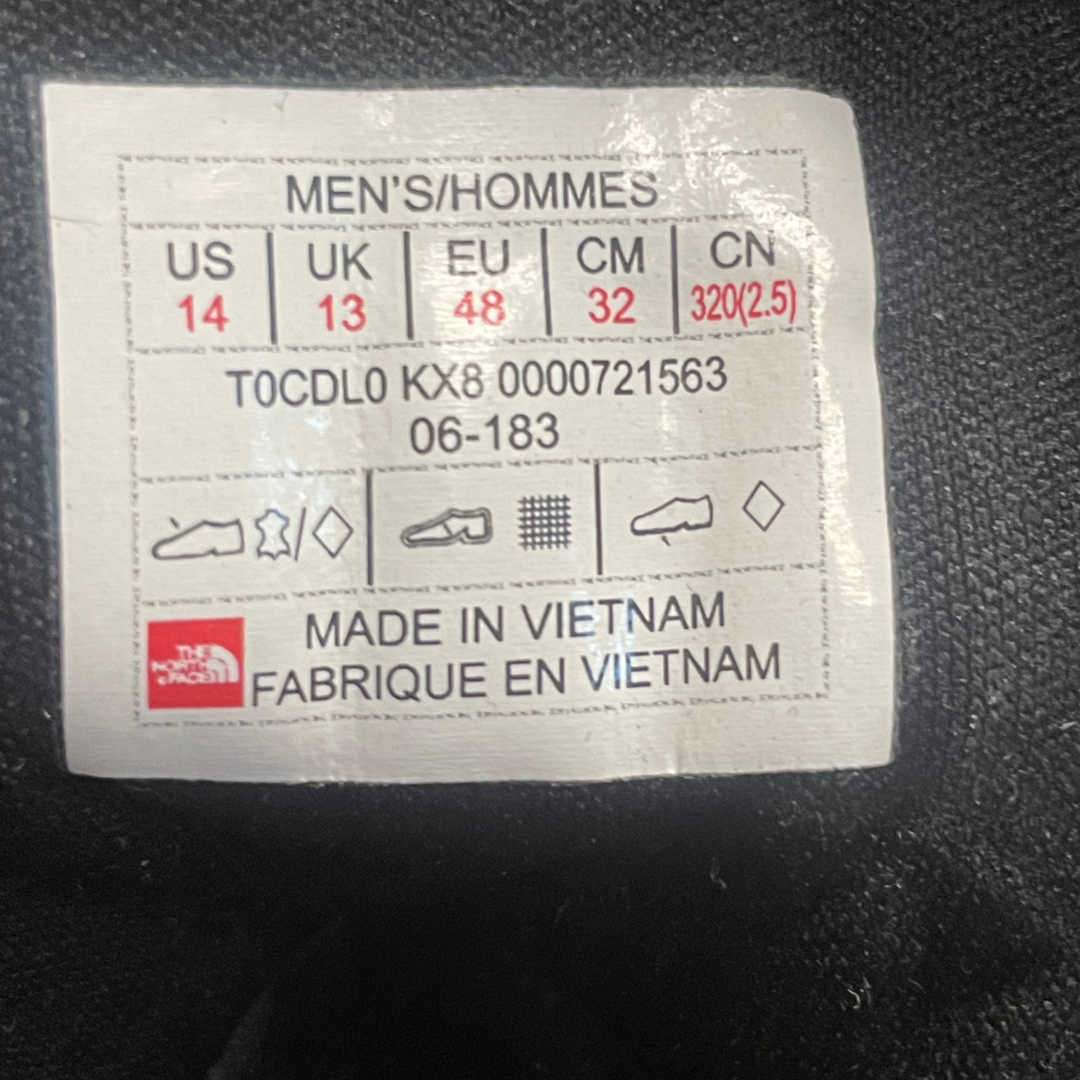 MEN'S/HOMMES
US UK EU CM CN
14 13 48 32 320(2.5)
T0CDL0 KX8 0000721563
06-183
/
THE
NORTH
FACE
MADE IN VIETNAM
FABRIQUE EN VIETNAM